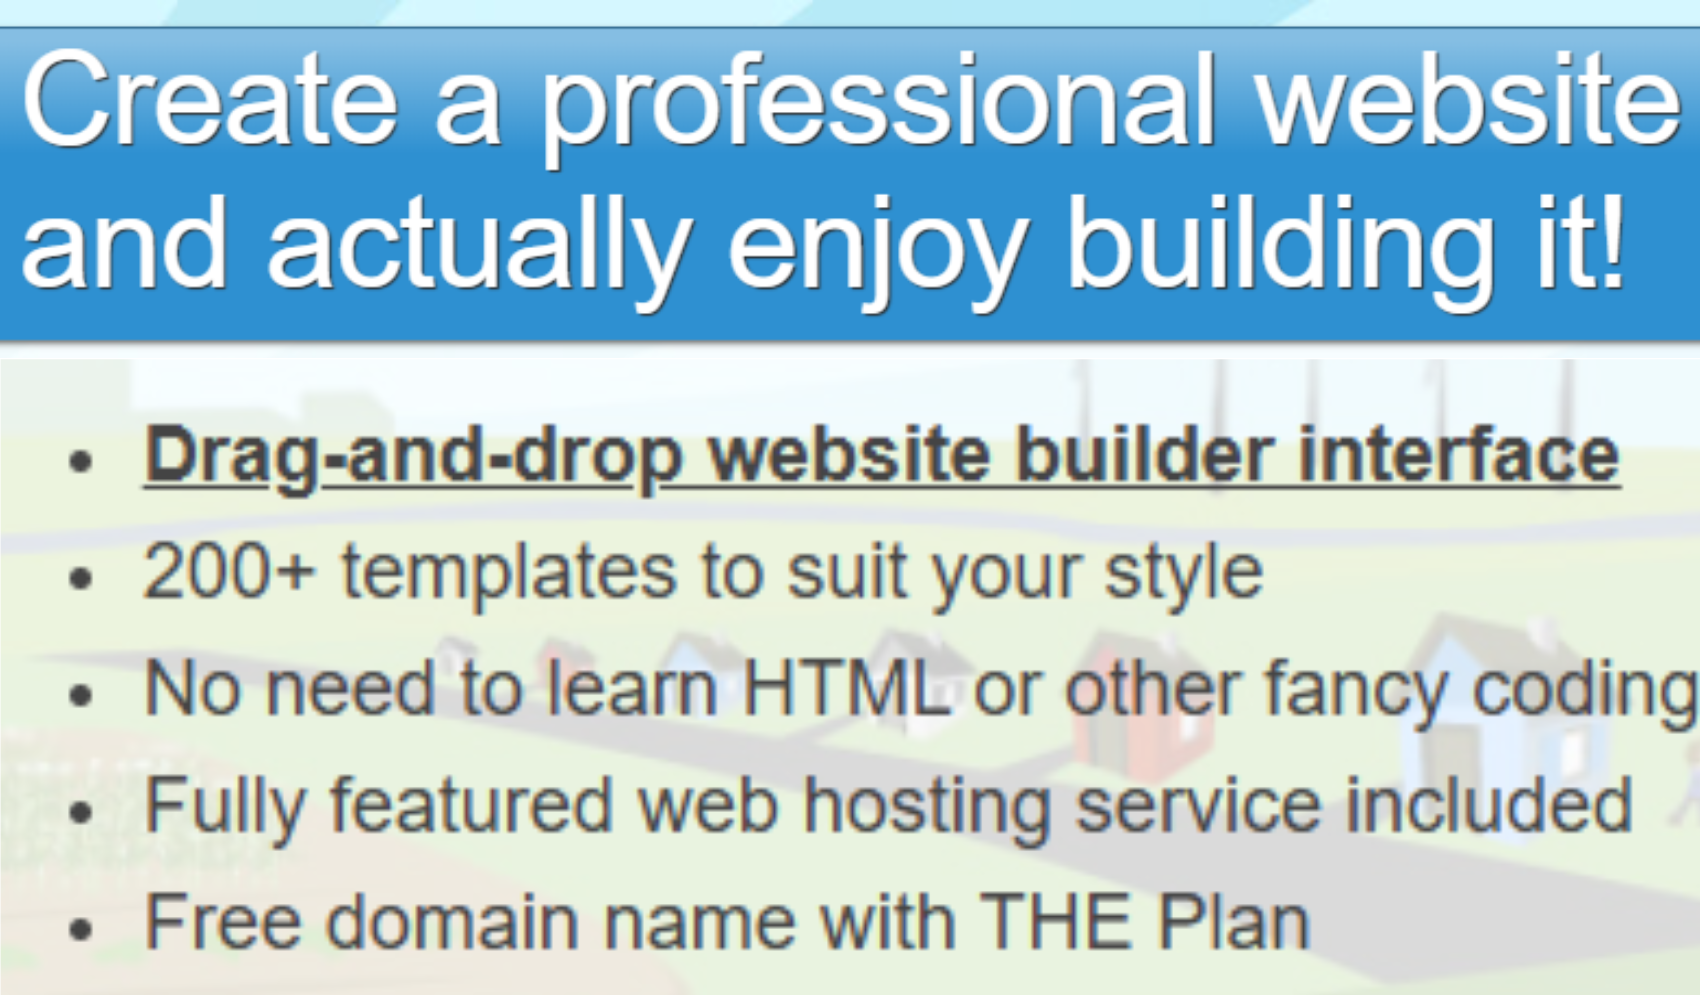 Create a professional website
and actually enjoy building it!
• Drag-and-drop website builder interface
• 200+ templates to suit your style
• No need to learn HTML or other fancy coding
• Fully featured web hosting service included
• Free domain name with THE Plan